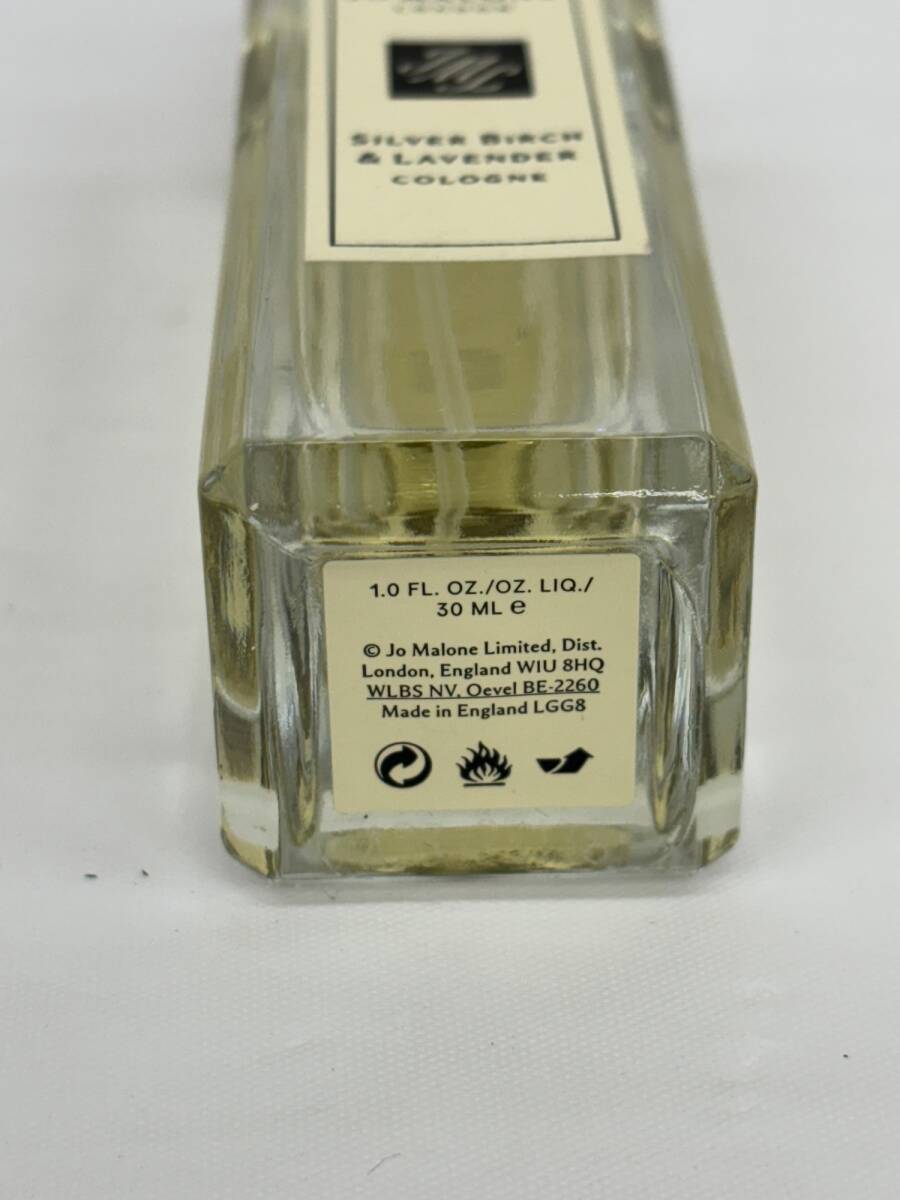 SILVER BIRCH
& LAVENDER
COLOGNE
1.0 FL. OZ./OZ. LIQ./
30 ML e
© Jo Malone Limited, Dist.
London, England WIU 8HQ
WLBS NV, Oevel BE-2260
Made in England LGG8